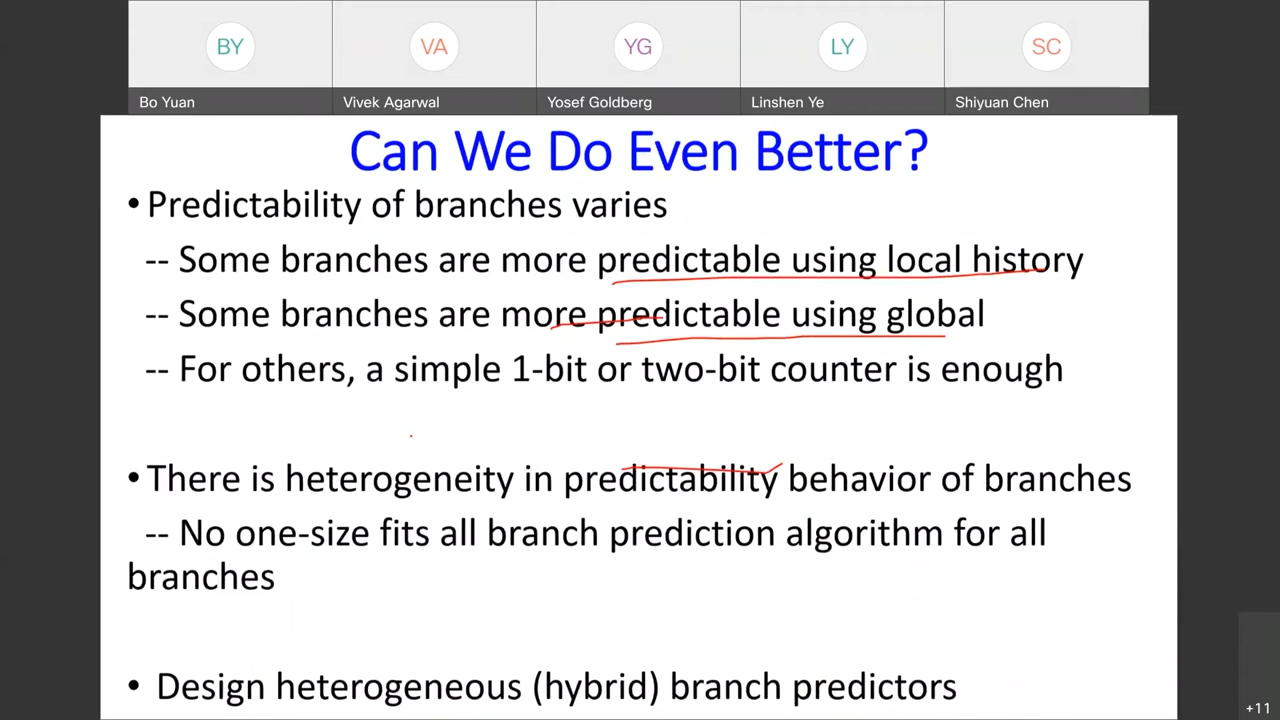 BY
VA
YG
LY
SC
Bo Yuan
Vivek Agarwal
Yosef Goldberg
Linshen Ye
Shiyuan Chen
Can We Do Even Better?
• Predictability of branches varies
-- Some branches are more predictable using local history
-- Some branches are more predictable using global
-- For others, a simple 1-bit or two-bit counter is enough
• There is heterogeneity in predictability behavior of branches
-- No one-size fits all branch prediction algorithm for all
branches
• Design heterogeneous (hybrid) branch predictors
+11